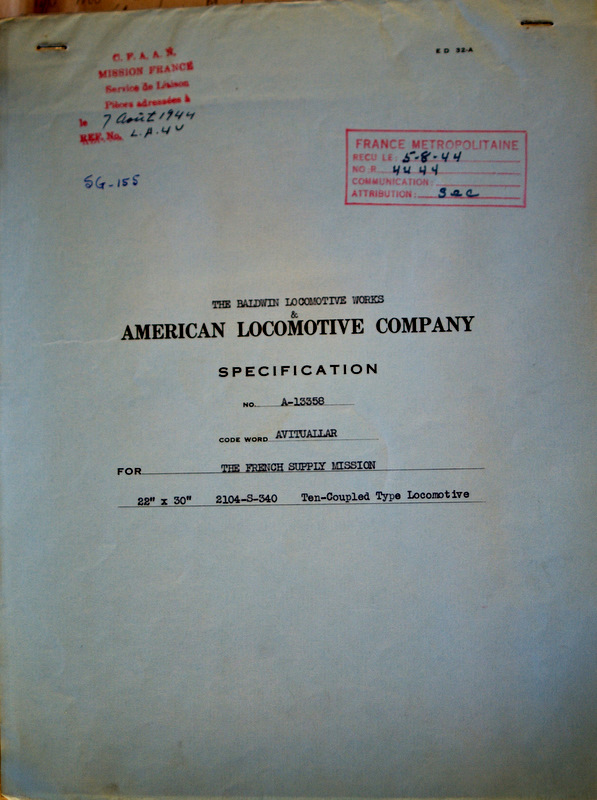 E D 32-A
C. F. A. A. N.
MISSION FRANCE
Service de Liaison
Pièces adressées à
le 7 Août 1944
REF. No. L.A.4U
SG-155
FRANCE METROPOLITAINE
RECU LE: 5-8-44
NO R. 4444
COMMUNICATION:
ATTRIBUTION:
THE BALDWIN LOCOMOTIVE WORKS
&
AMERICAN LOCOMOTIVE COMPANY
SPECIFICATION
NO. A-13358
CODE WORD AVITUALLAR
FOR THE FRENCH SUPPLY MISSION
22" x 30" 2104-S-340 Ten-Coupled Type Locomotive